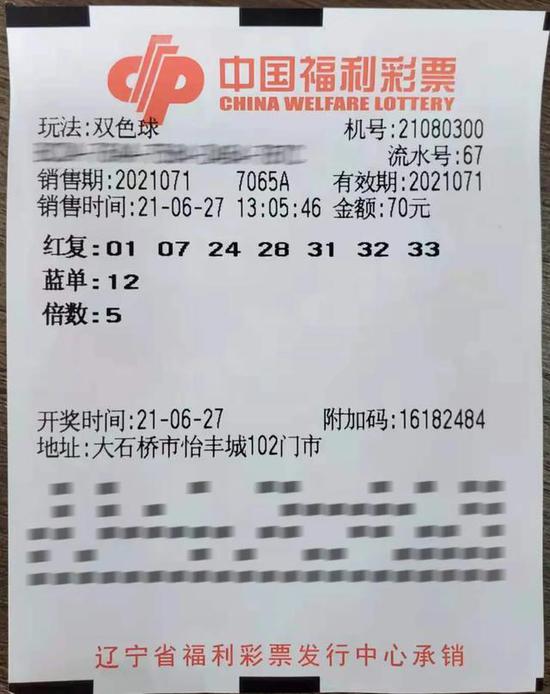 中国福利彩票
CHINA WELFARE LOTTERY
玩法:双色球 机号:21080300
流水号:67
销售期:2021071 7065A 有效期:2021071
销售时间:21-06-27 13:05:46 金额:70元
红复:01 07 24 28 31 32 33
蓝单:12
倍数:5
开奖时间:21-06-27 附加码:16182484
地址:大石桥市怡丰城102门市
辽宁省福利彩票发行中心承销